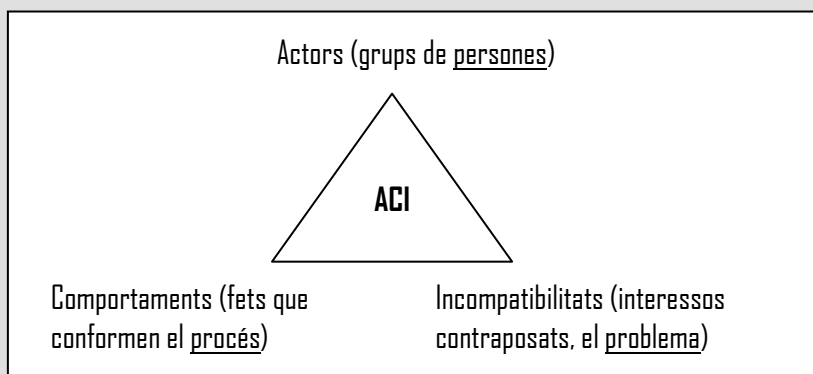 Actors (grups de persones)
ACI
Comportaments (fets que
conformen el procés)
Incompatibilitats (interessos
contraposats, el problema)